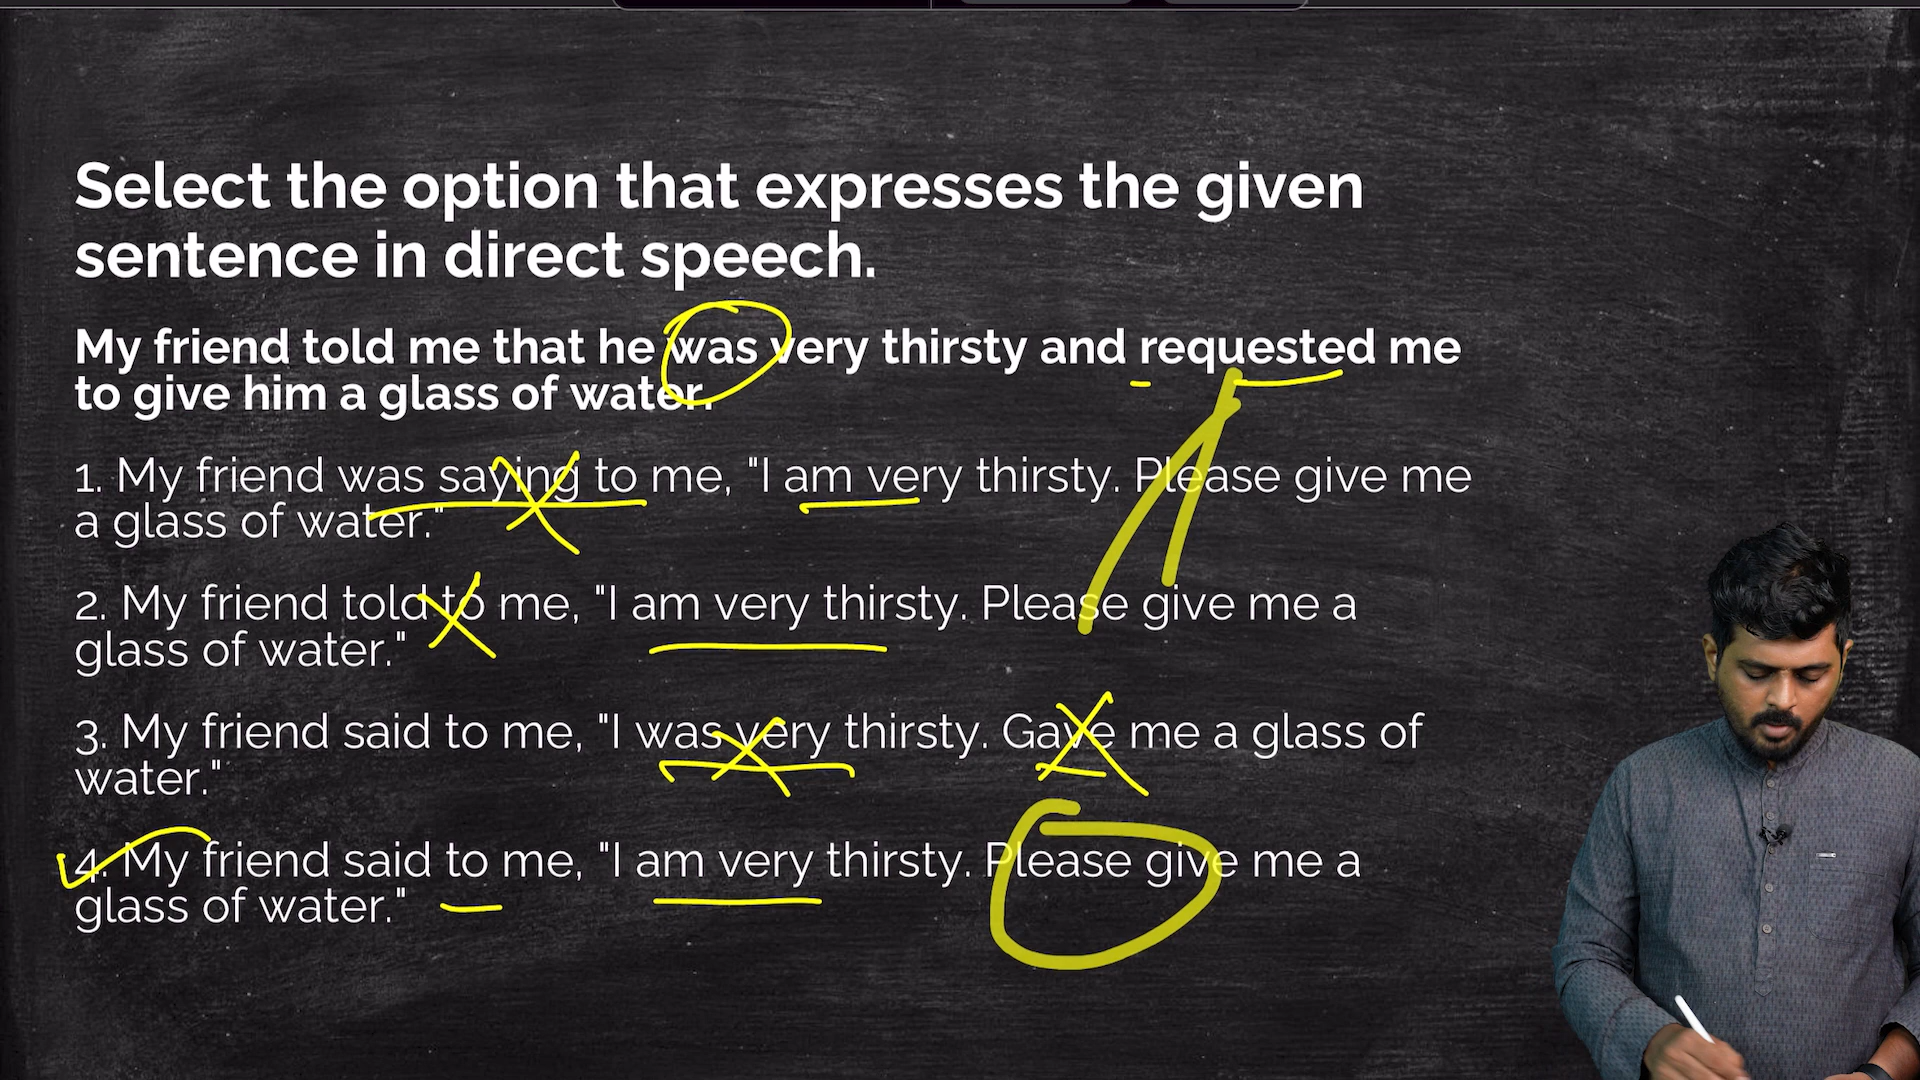 Select the option that expresses the given
sentence in direct speech.
My friend told me that he was very thirsty and requested me
to give him a glass of water.
1. My friend was saying to me, "I am very thirsty. Please give me
a glass of water."
2. My friend told to me, "I am very thirsty. Please give me a
glass of water."
3. My friend said to me, "I was very thirsty. Gave me a glass of
water."
4. My friend said to me, "I am very thirsty. Please give me a
glass of water."